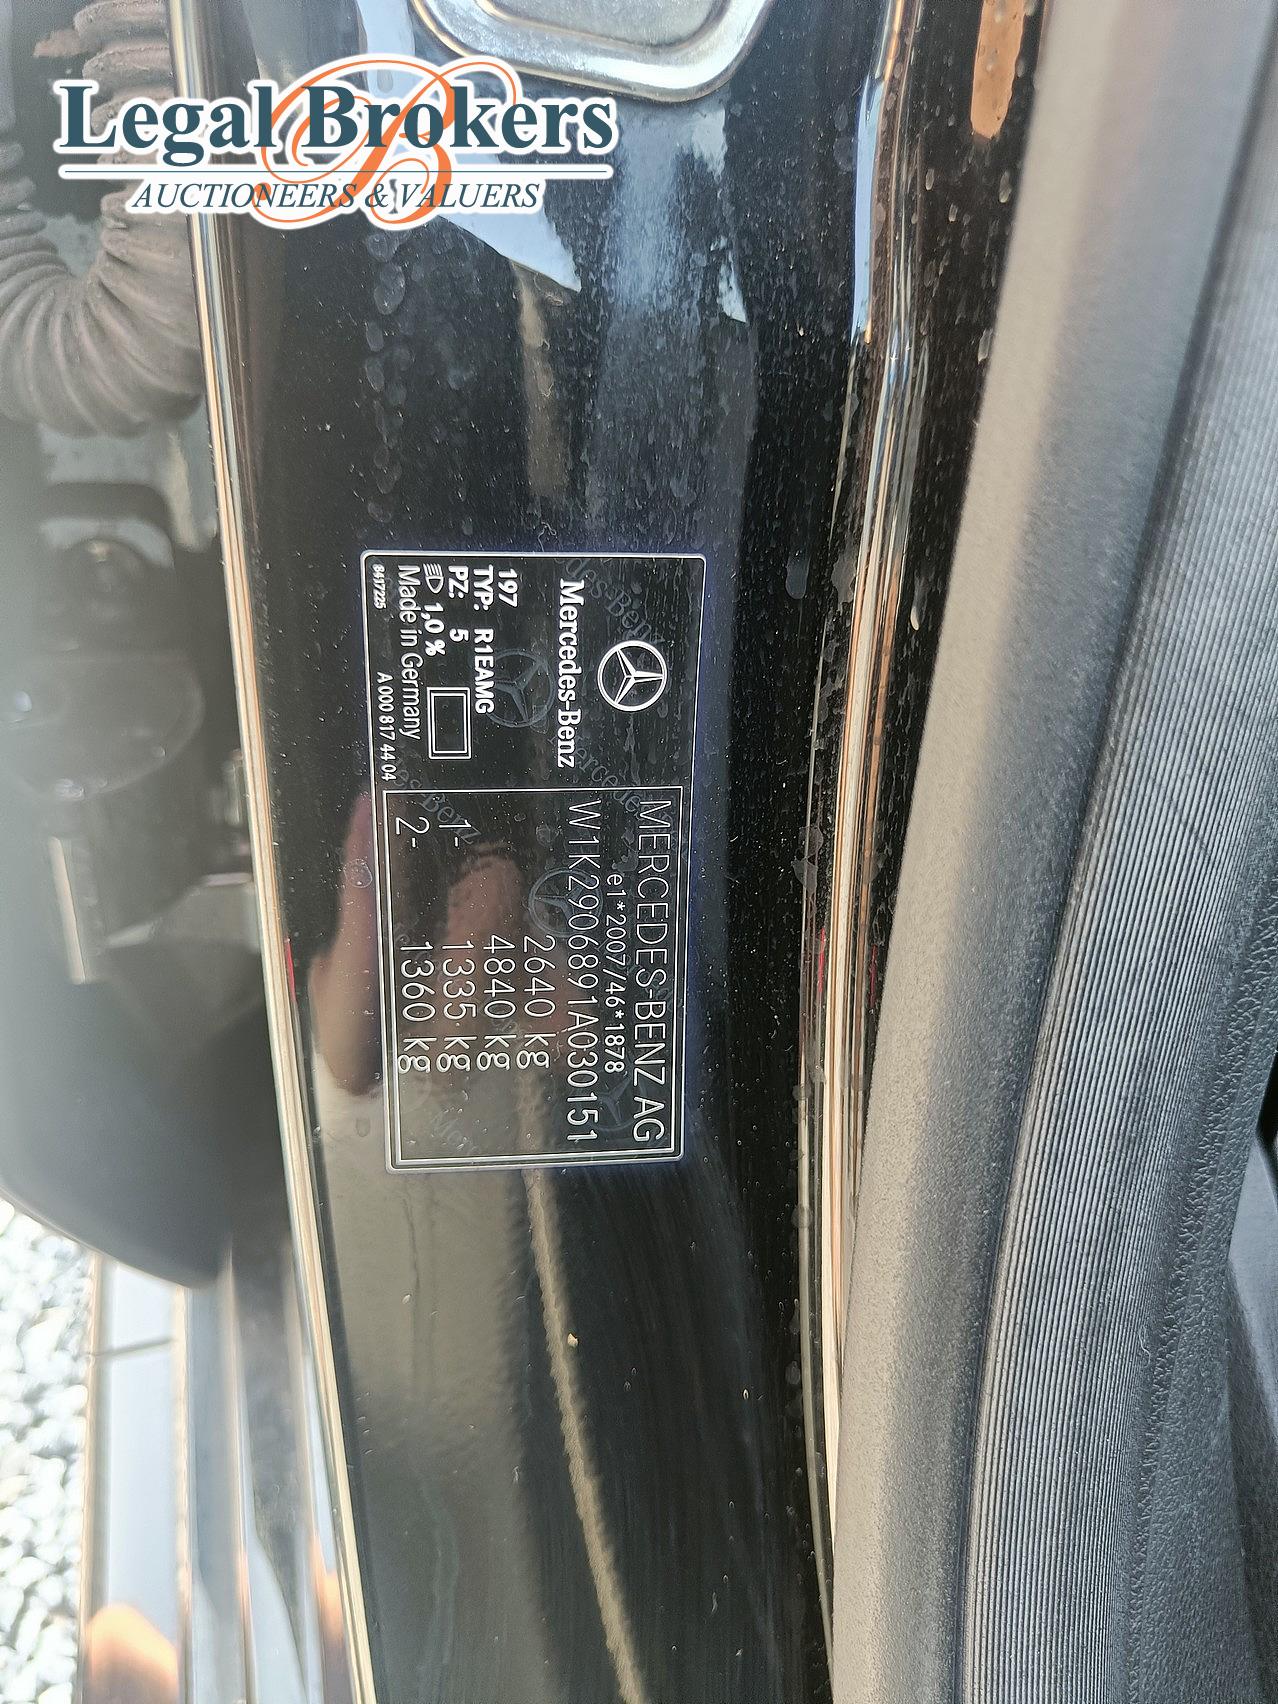 Legal Brokers
AUCTIONEERS & VALUERS
Mercedes-Benz
197
TYP: R1EAMG
PZ: 5
1,0 %
Made in Germany
8417225
A 000 817 44 04
MERCEDES-BENZ AG
e1*2007/46*1878
W1K2906891A030151
2640 kg
4840 kg
1- 1335 kg
2- 1360 kg